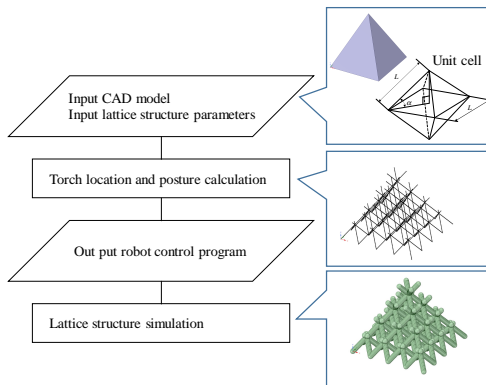 Unit cell
L
α
L
Input CAD model
Input lattice structure parameters
Torch location and posture calculation
Out put robot control program
Lattice structure simulation